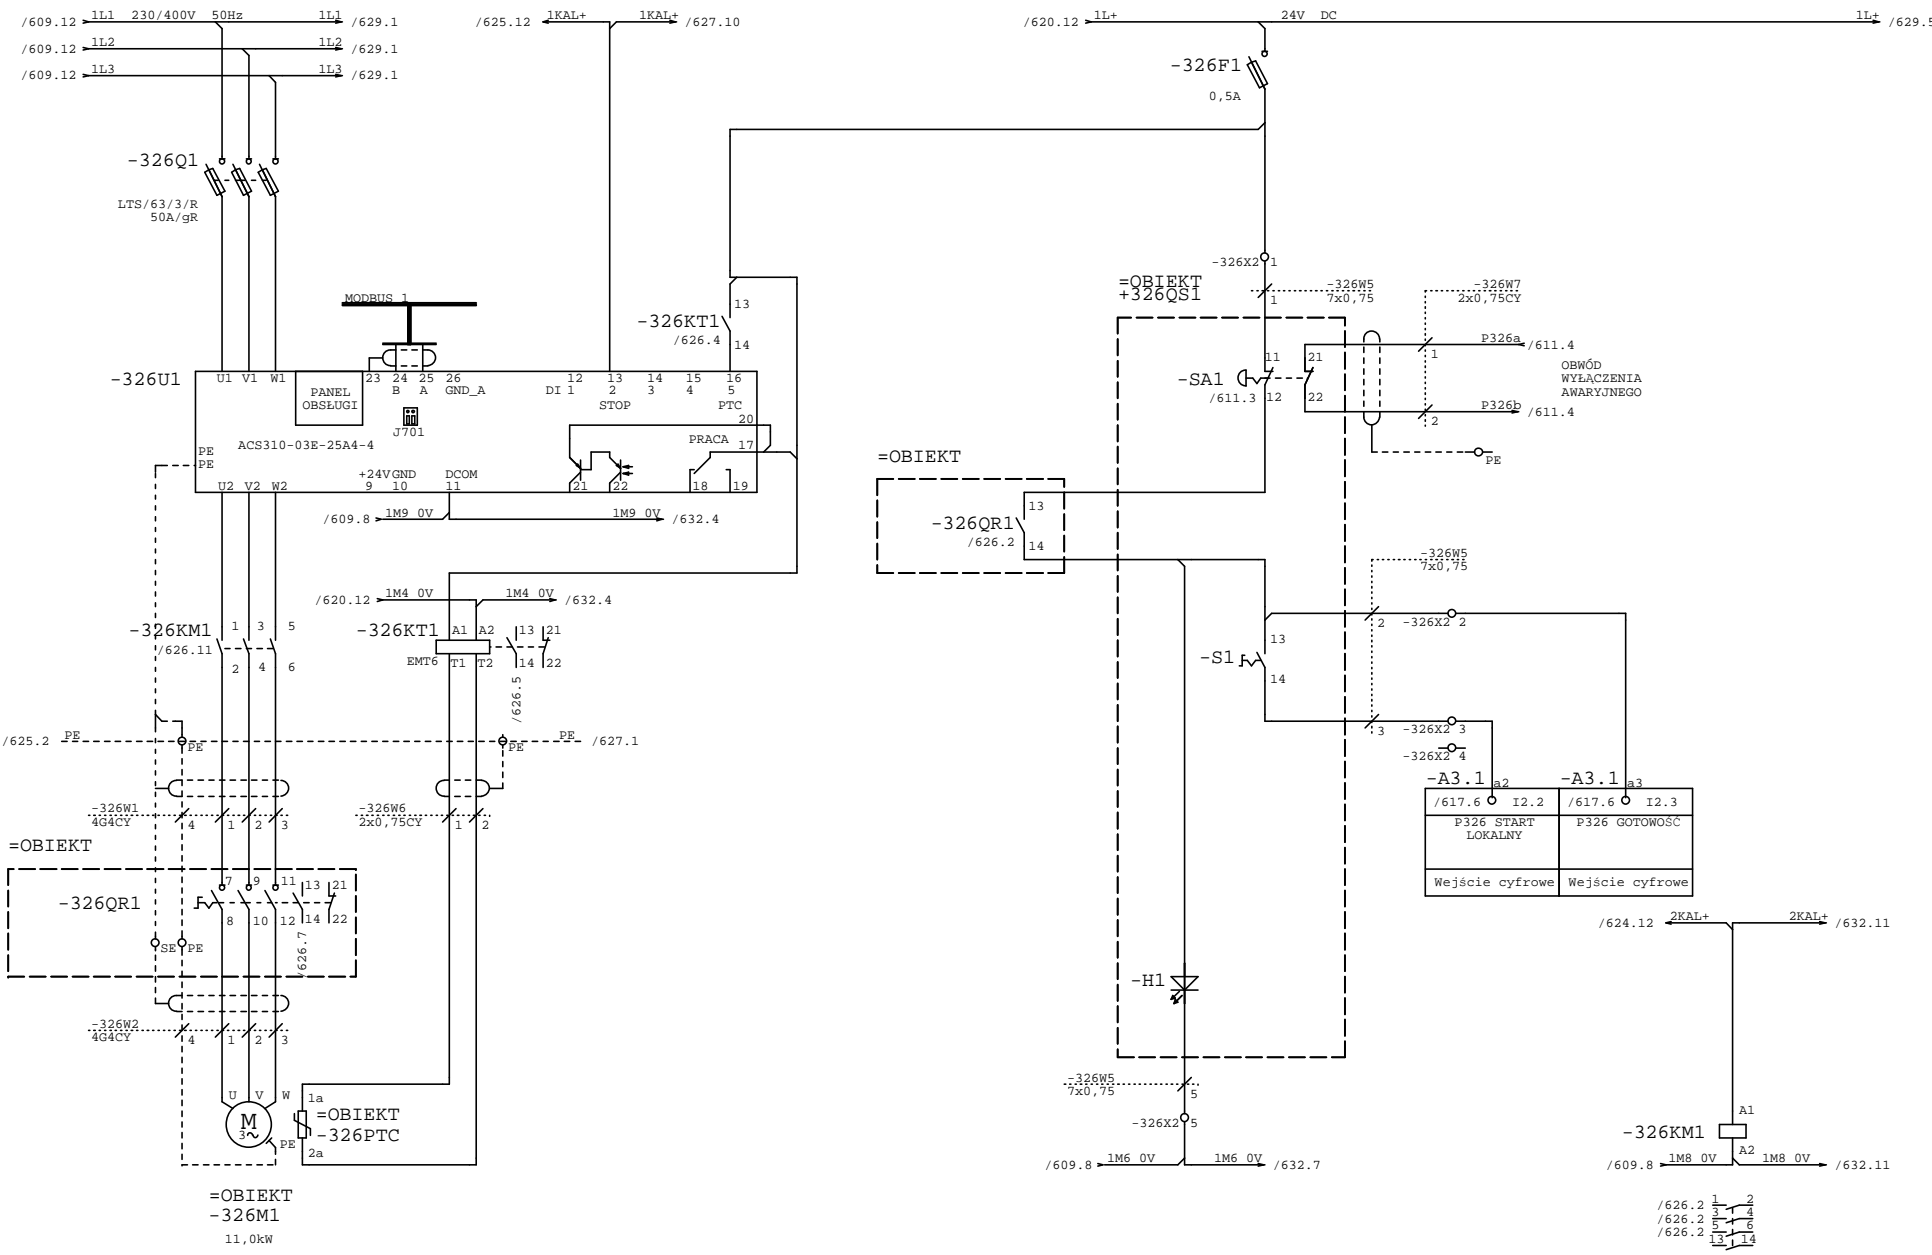 /609.12 1L1 230/400V 50Hz 1L1 /629.1
/609.12 1L2 1L2 /629.1
/609.12 1L3 1L3 /629.1
/625.12 1KAL+ 1KAL+ /627.10
/620.12 1L+ 24V DC 1L+ /629.5
-326F1
0,5A
-326Q1
LTS/63/3/R
50A/gR
MODBUS 1
-326KT1
/626.4
13
14
-326U1
U1 V1 W1
PANEL
OBSŁUGI
23 24 25 26
B A GND_A
J701
12 13 14 15 16
DI 1 2 3 4 5
STOP PTC
20
PRACA 17
ACS310-03E-25A4-4
PE
PE
+24V GND DCOM
9 10 11
21 22 18 19
U2 V2 W2
/609.8 1M9 0V 1M9 0V /632.4
/620.12 1M4 0V 1M4 0V /632.4
-326KM1
/626.11
1 3 5
2 4 6
-326KT1
A1 A2 13 21
EMT6 T1 T2 14 22
/626.5
/625.2 PE PE PE PE /627.1
-326W1
4G4CY
4 1 2 3
-326W6
2x0,75CY
1 2
=OBIEKT
-326QR1
7 9 11 13 21
8 10 12 14 22
/626.7
SE PE
-326W2
4G4CY
4 1 2 3
U V W
M
3~
PE
1a
=OBIEKT
-326PTC
2a
=OBIEKT
-326M1
11,0kW
-326X2 1
=OBIEKT
+326QS1
1
-326W5
7x0,75
-326W7
2x0,75CY
P326a /611.4
1
OBWÓD
WYŁĄCZENIA
AWARYJNEGO
P326b /611.4
2
PE
-SA1
/611.3
11 21
12 22
=OBIEKT
-326QR1
/626.2
13
14
-326W5
7x0,75
2 -326X2 2
-S1
13
14
3 -326X2 3
-326X2 4
-A3.1 a2 -A3.1 a3
/617.6 I2.2 /617.6 I2.3
P326 START
LOKALNY
P326 GOTOWOŚĆ
Wejście cyfrowe Wejście cyfrowe
-H1
-326W5
7x0,75
5
-326X2 5
/609.8 1M6 0V 1M6 0V /632.7
/624.12 2KAL+ 2KAL+ /632.11
-326KM1
A1
A2
/609.8 1M8 0V 1M8 0V /632.11
/626.2 1 2
/626.2 3 4
/626.2 5 6
13 14